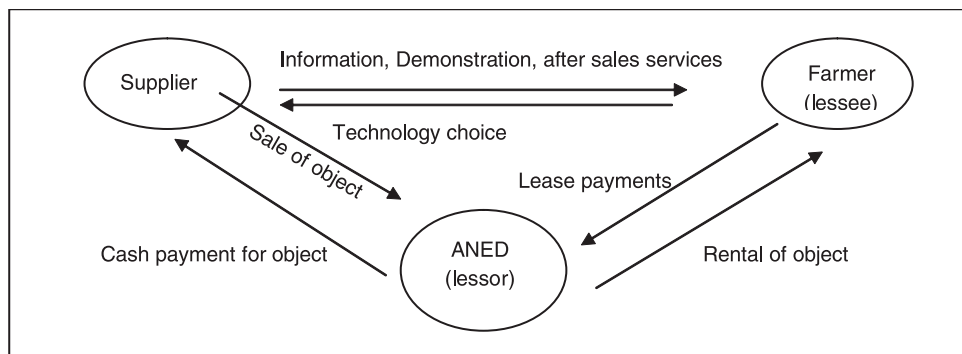 Information, Demonstration, after sales services
Supplier
Farmer
(lessee)
Technology choice
Sale of object
Lease payments
Cash payment for object
ANED
(lessor)
Rental of object